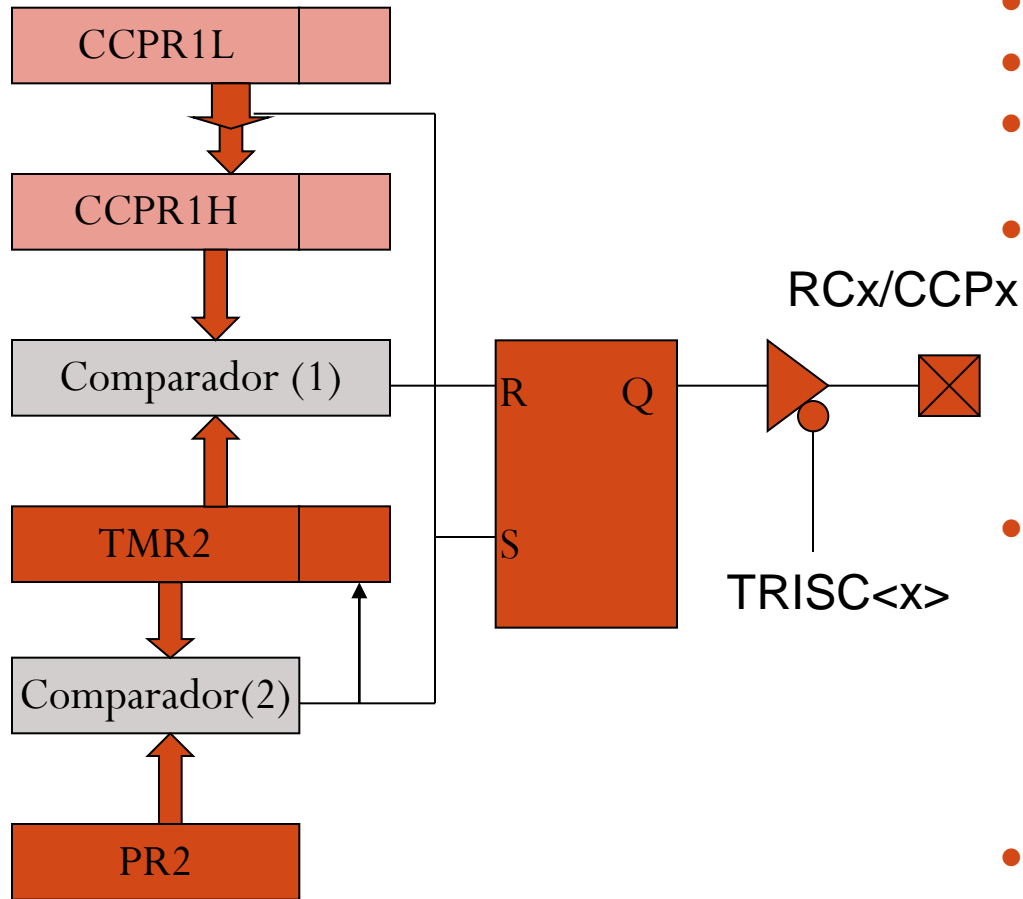 CCPR1L
CCPR1H
RCx/CCPx
Comparador (1)
R
Q
TMR2
S
TRISC<x>
Comparador(2)
PR2